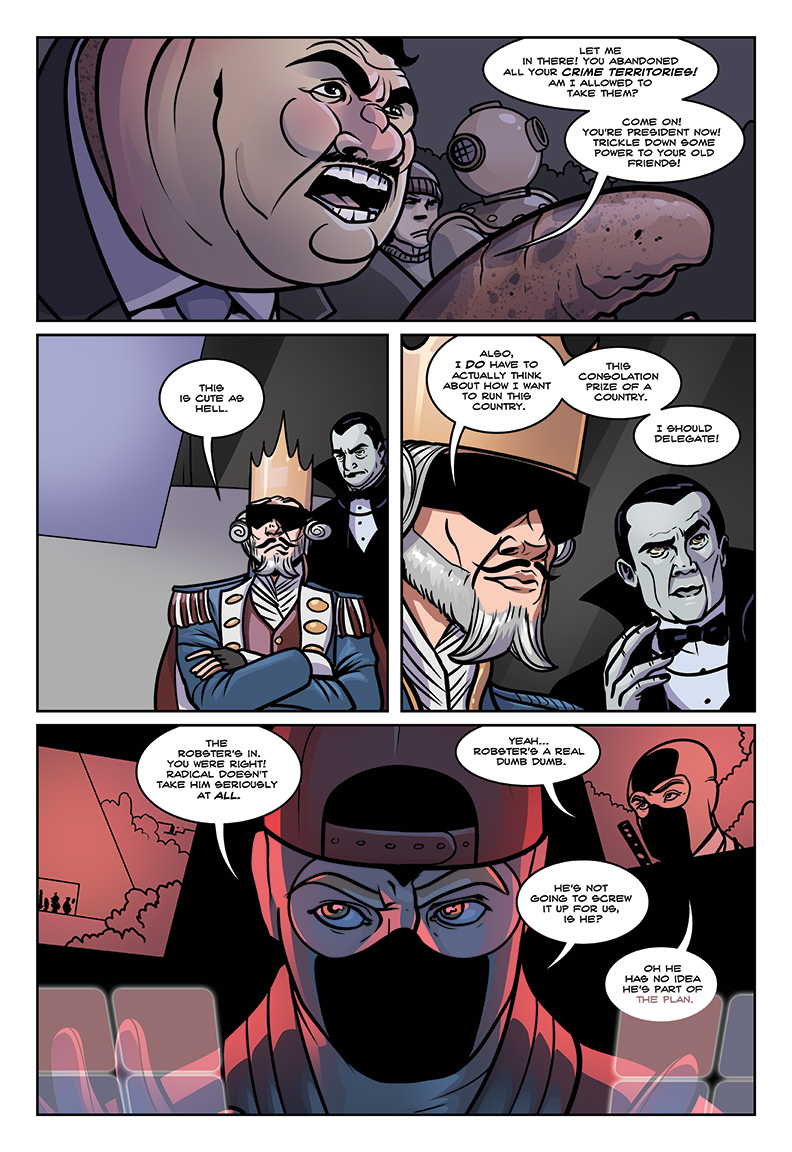 LET ME
IN THERE! YOU ABANDONED
ALL YOUR CRIME TERRITORIES!
AM I ALLOWED TO
TAKE THEM?
COME ON!
YOU'RE PRESIDENT NOW!
TRICKLE DOWN SOME
POWER TO YOUR OLD
FRIENDS!
THIS
IS CUTE AS
HELL.
ALSO,
I DO HAVE TO
ACTUALLY THINK
ABOUT HOW I WANT
TO RUN THIS
COUNTRY.
THIS
CONSOLATION
PRIZE OF A
COUNTRY.
I SHOULD
DELEGATE!
THE
ROBSTER'S IN.
YOU WERE RIGHT!
RADICAL DOESN'T
TAKE HIM SERIOUSLY
AT ALL.
YEAH...
ROBSTER'S A REAL
DUMB DUMB.
HE'S NOT
GOING TO SCREW
IT UP FOR US,
IS HE?
OH HE
HAS NO IDEA
HE'S PART OF
THE PLAN.